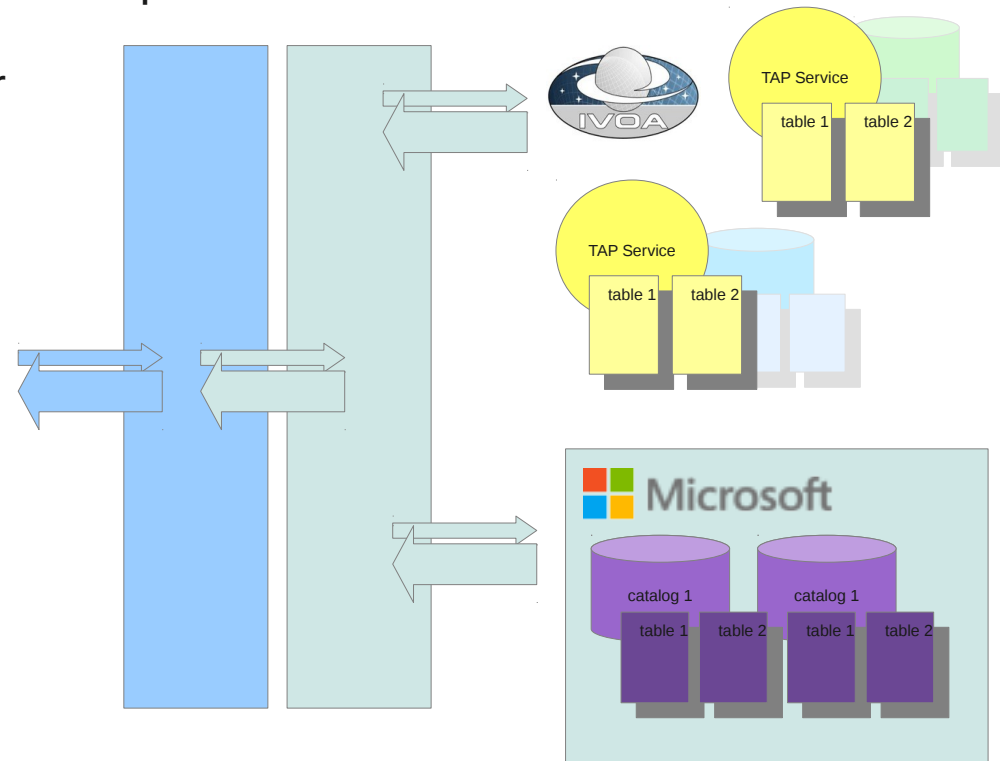 TAP Service
table 1
table 2
IVOA
TAP Service
table 1
table 2
Microsoft
catalog 1
catalog 1
table 1
table 2
table 1
table 2